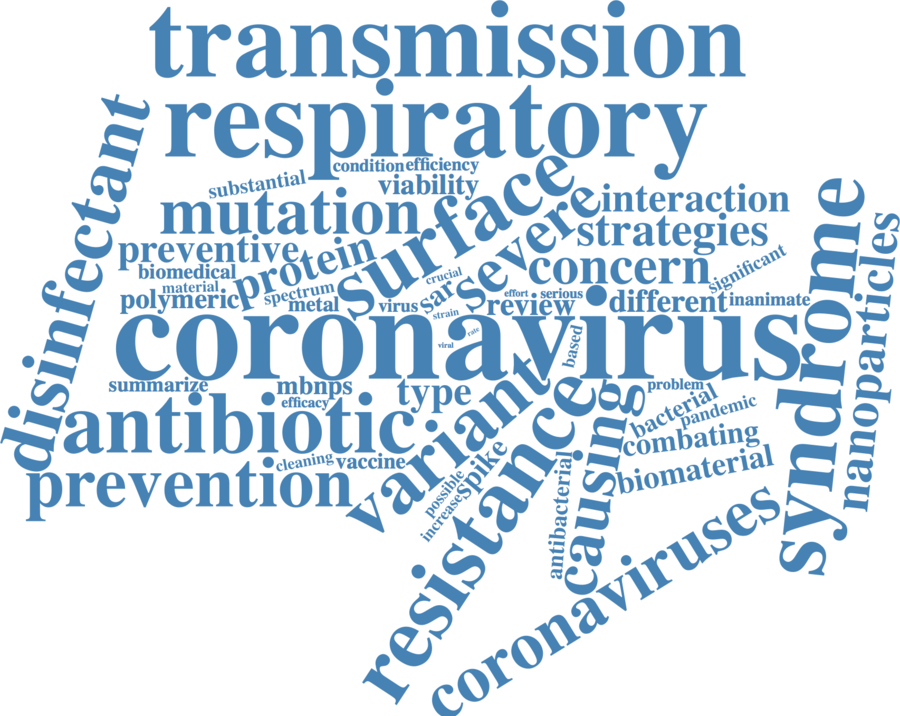 transmission
respiratory
disinfectant
condition
efficiency
substantial
viability
surface
mutation
severe
interaction
strategies
preventive
protein
concern
biomedical
crucial
significant
material
spectrum
sar
polymeric
metal
virus
effort
serious
review
different
inanimate
strain
coronavirus
rate
viral
based
syndrome
nanoparticles
summarize
mbnps
type
problem
efficacy
antibiotic
variant
resistance
causing
bacterial
pandemic
combating
cleaning
vaccine
spike
possible
increase
prevention
antibacterial
biomaterial
coronaviruses